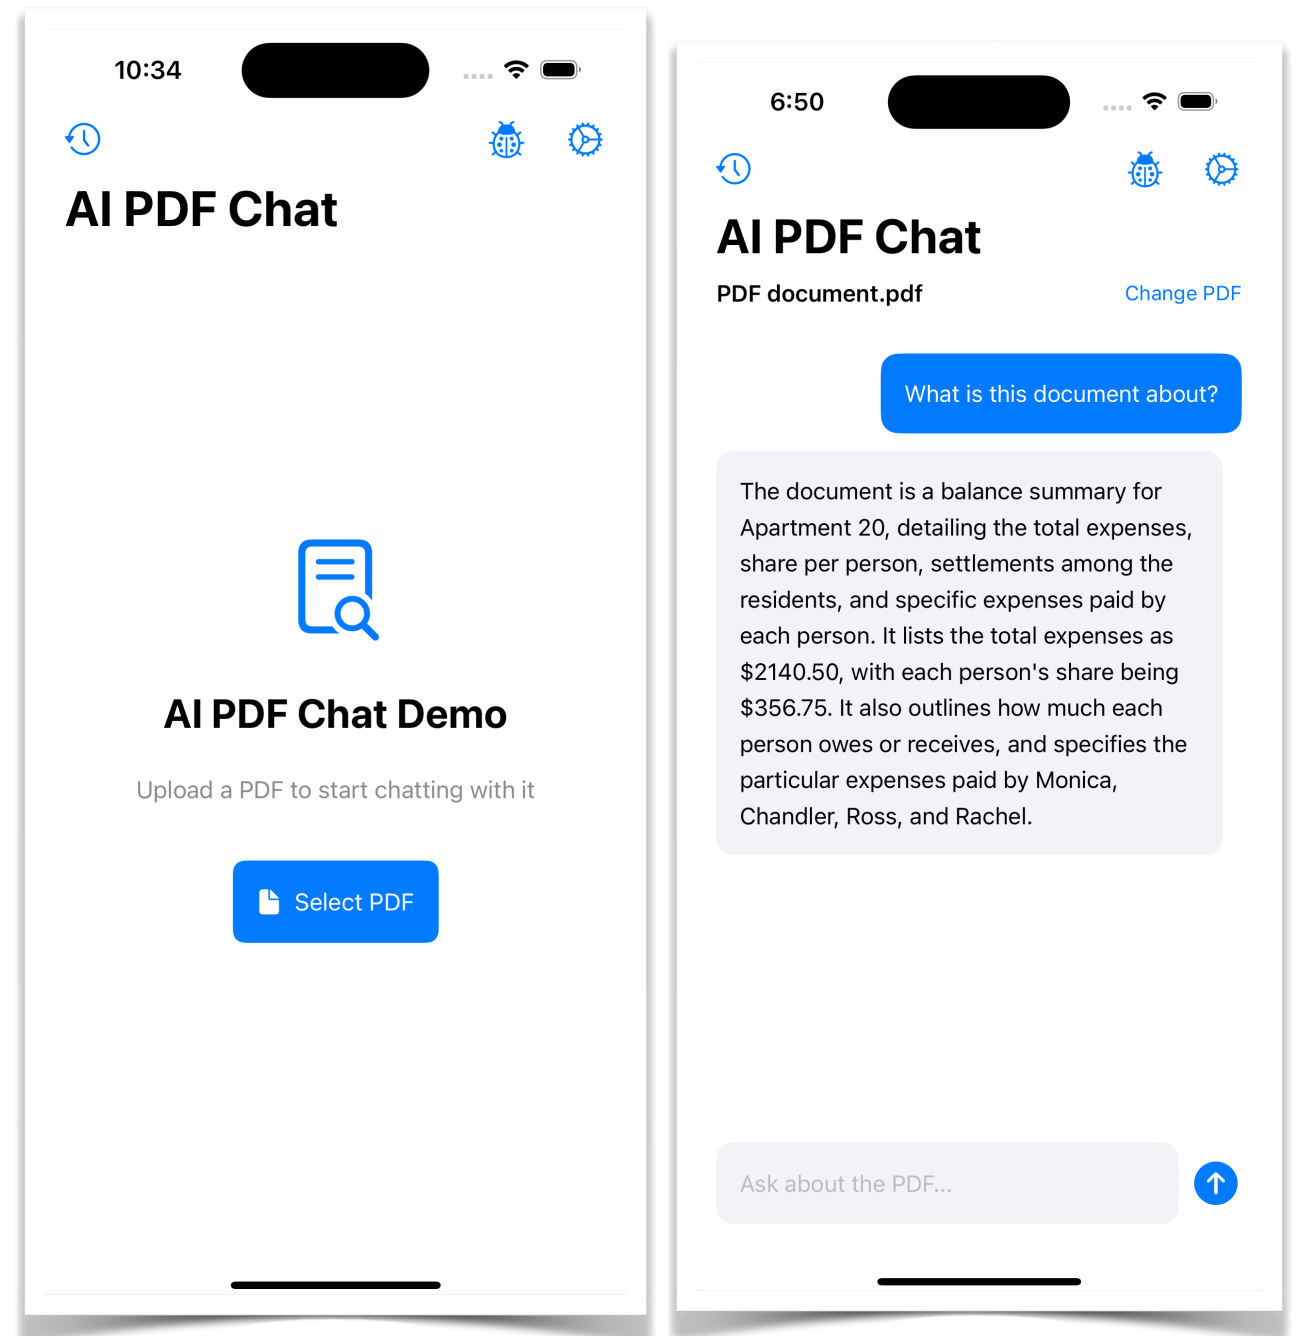 10:34
AI PDF Chat
AI PDF Chat Demo
Upload a PDF to start chatting with it
Select PDF
6:50
AI PDF Chat
PDF document.pdf
Change PDF
What is this document about?
The document is a balance summary for
Apartment 20, detailing the total expenses,
share per person, settlements among the
residents, and specific expenses paid by
each person. It lists the total expenses as
$2140.50, with each person's share being
$356.75. It also outlines how much each
person owes or receives, and specifies the
particular expenses paid by Monica,
Chandler, Ross, and Rachel.
Ask about the PDF...